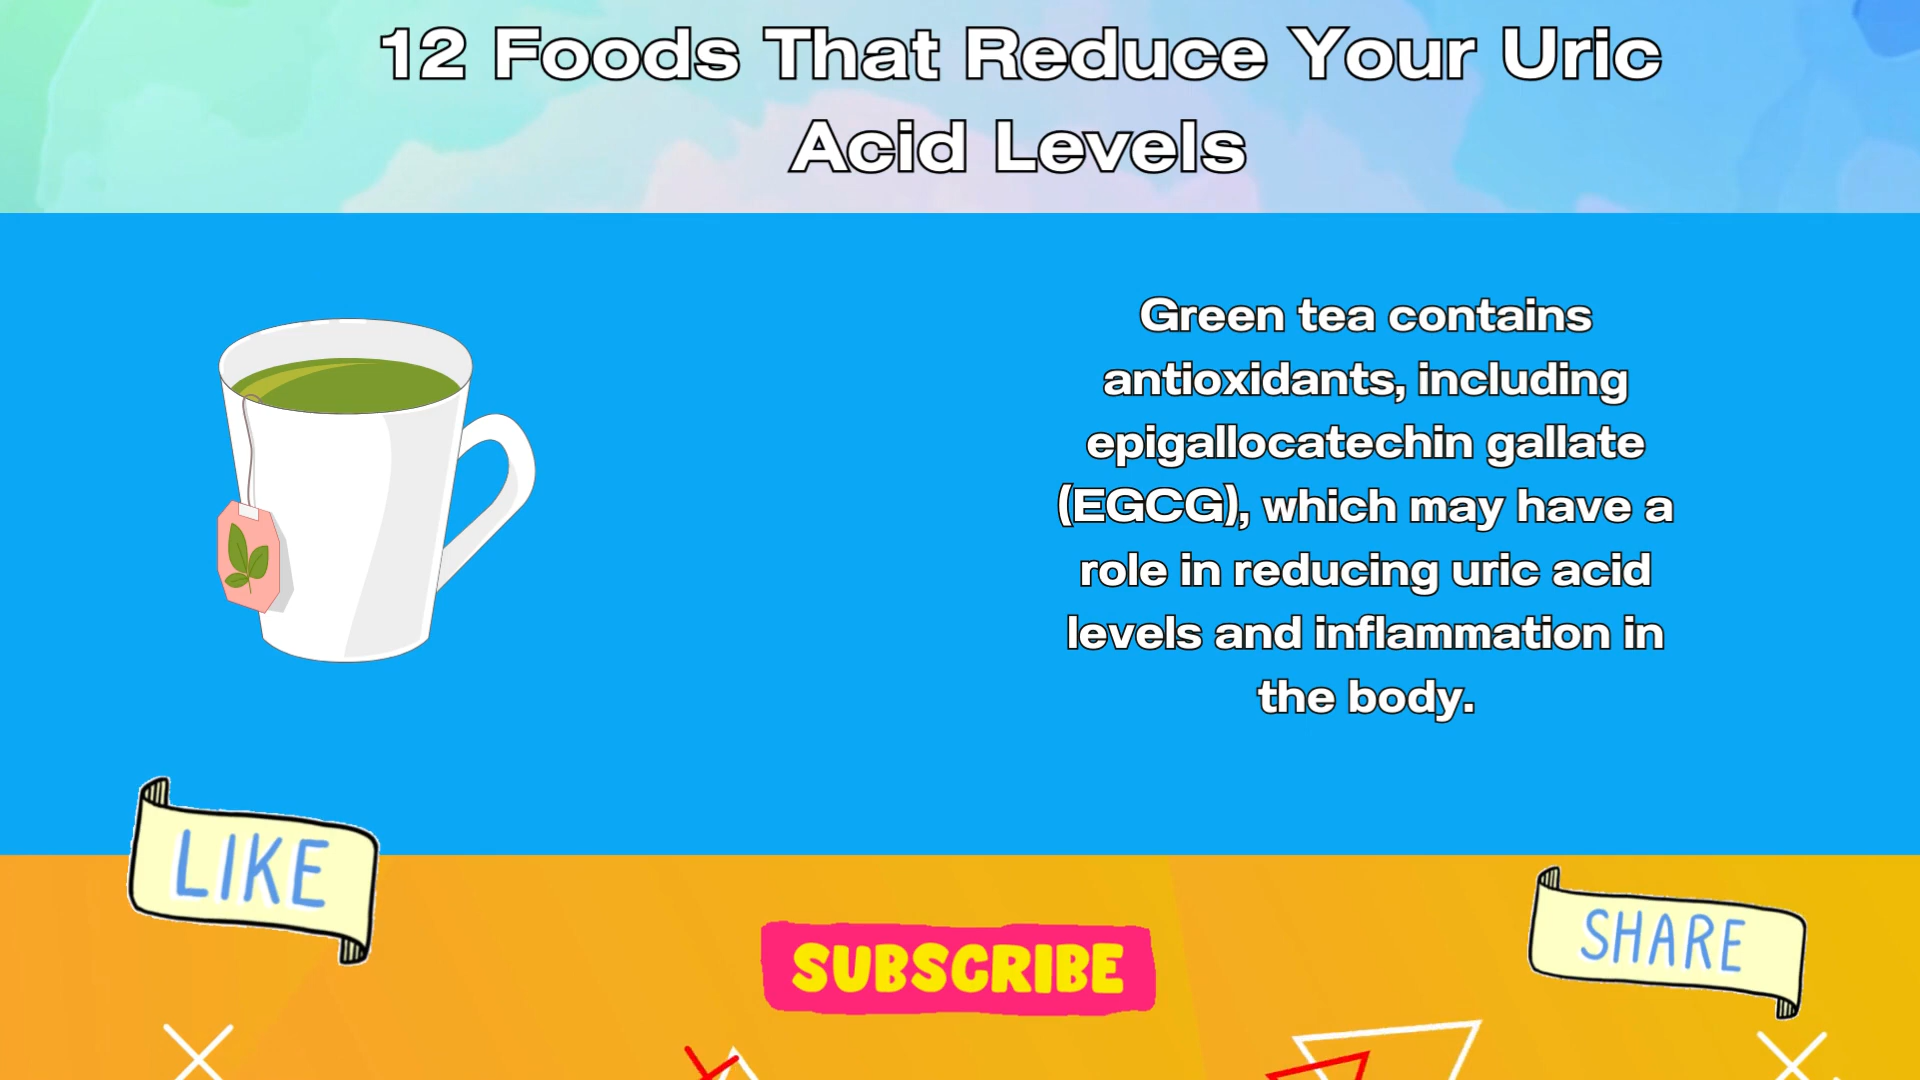 12 Foods That Reduce Your Uric
Acid Levels
Green tea contains
antioxidants, including
epigallocatechin gallate
(EGCG), which may have a
role in reducing uric acid
levels and inflammation in
the body.
LIKE
SUBSCRIBE
SHARE